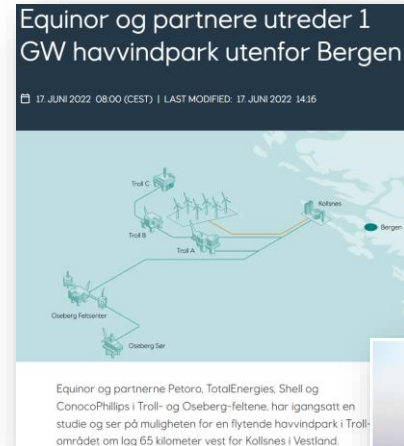 Equinor og partnere utreder 1
GW havvindpark utenfor Bergen
17. JUNI 2022 08:00 (CEST) | LAST MODIFIED: 17. JUNI 2022 14:16
Troll C
Kollsnes
Troll B
Bergen
Troll A
Oseberg Feltsenter
Oseberg Sør
Equinor og partnerne Petoro, TotalEnergies, Shell og
ConocoPhillips i Troll- og Oseberg-feltene, har igangsatt en
studie og ser på muligheten for en flytende havvindpark i Troll-
området om lag 65 kilometer vest for Kollsnes i Vestland.